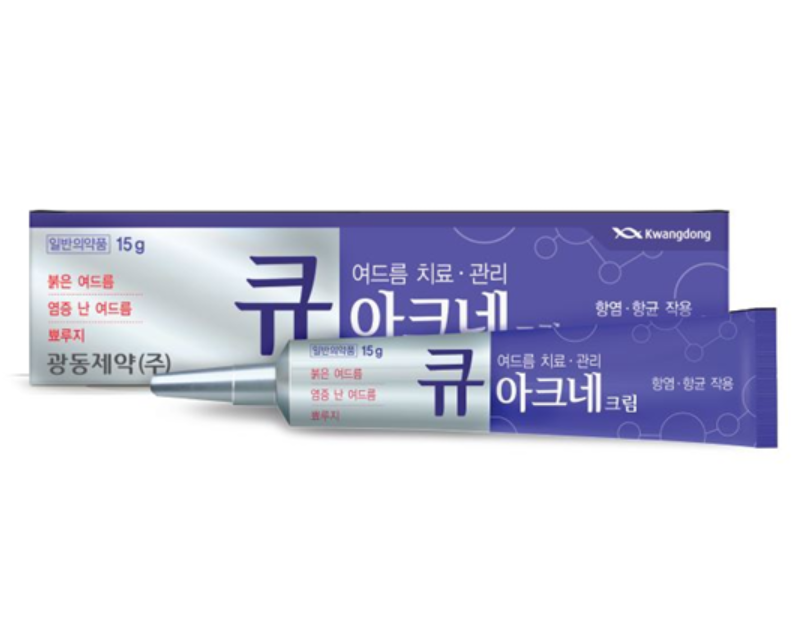 일반의약품 15g
붉은 여드름
염증 난 여드름
뾰루지
광동제약(주)
큐
여드름 치료·관리
아크네크림
항염·항균 작용
Kwangdong
일반의약품 15g
붉은 여드름
염증 난 여드름
뾰루지
큐
여드름 치료·관리
아크네크림
항염·항균 작용